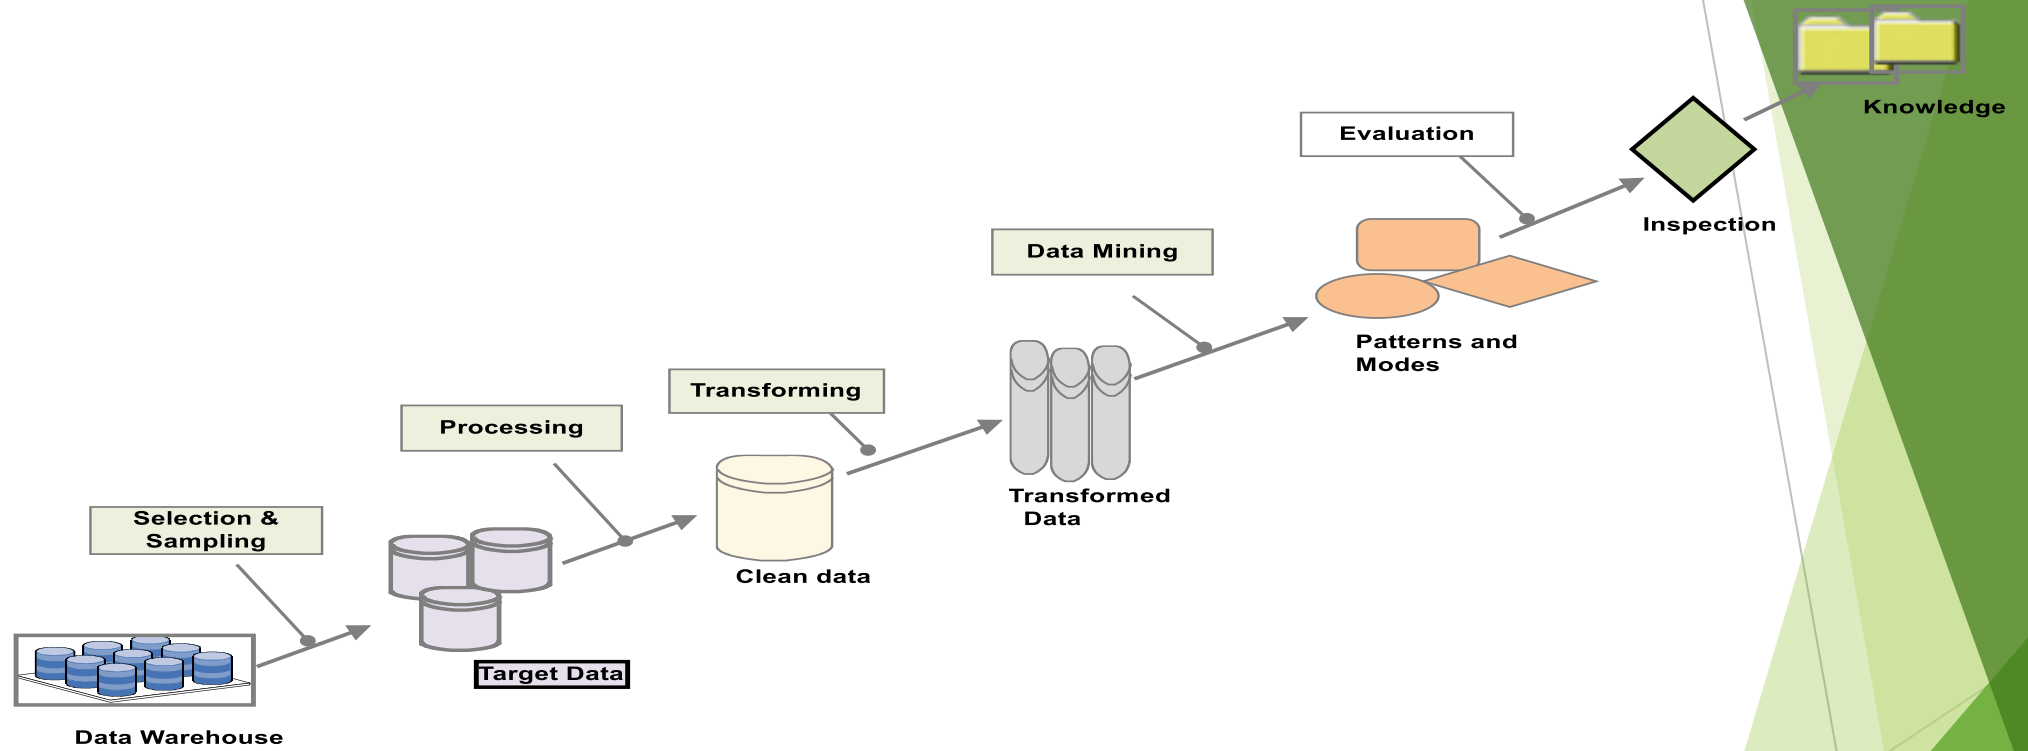 Knowledge
Evaluation
Inspection
Data Mining
Patterns and
Modes
Transforming
Transformed
Data
Processing
Clean data
Selection &
Sampling
Target Data
Data Warehouse